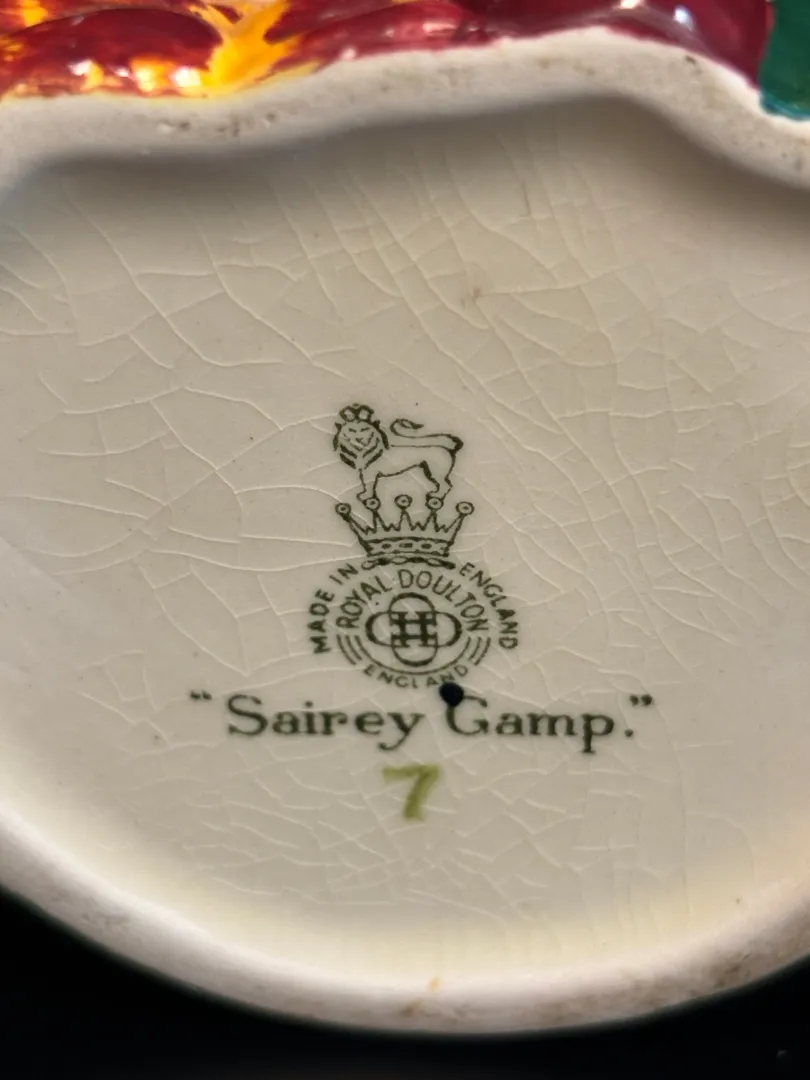 MADE IN ENGLAND
ROYAL DOULTON
ENGLAND
“Sairey Gamp.”
7